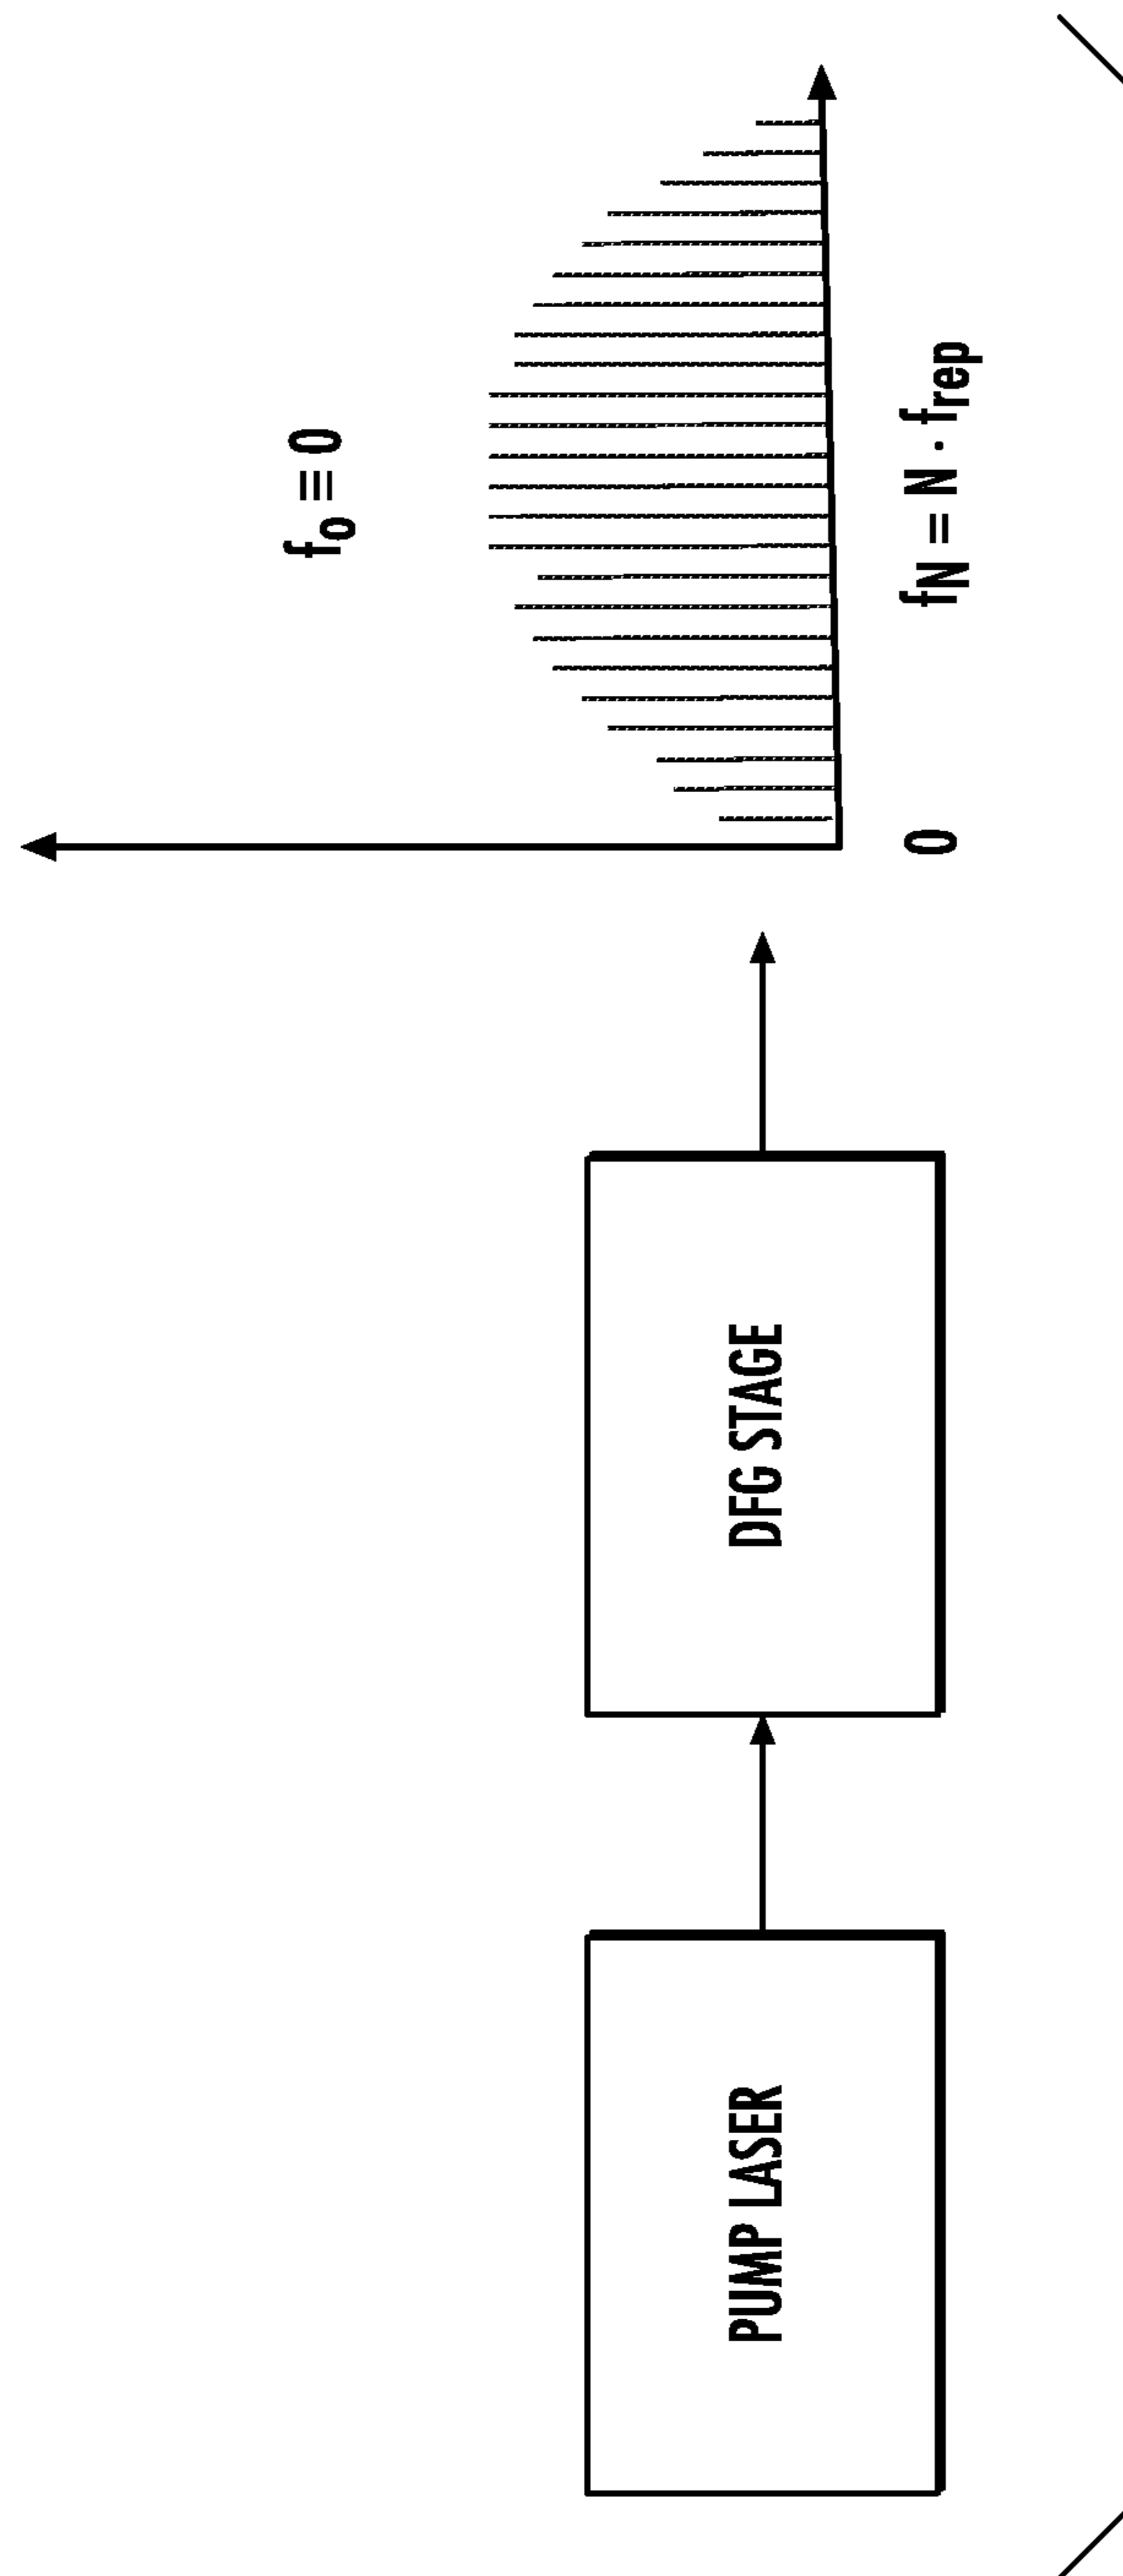 PUMP LASER
DFG STAGE
f₀ ≡ 0
0
f_N = N · f_rep